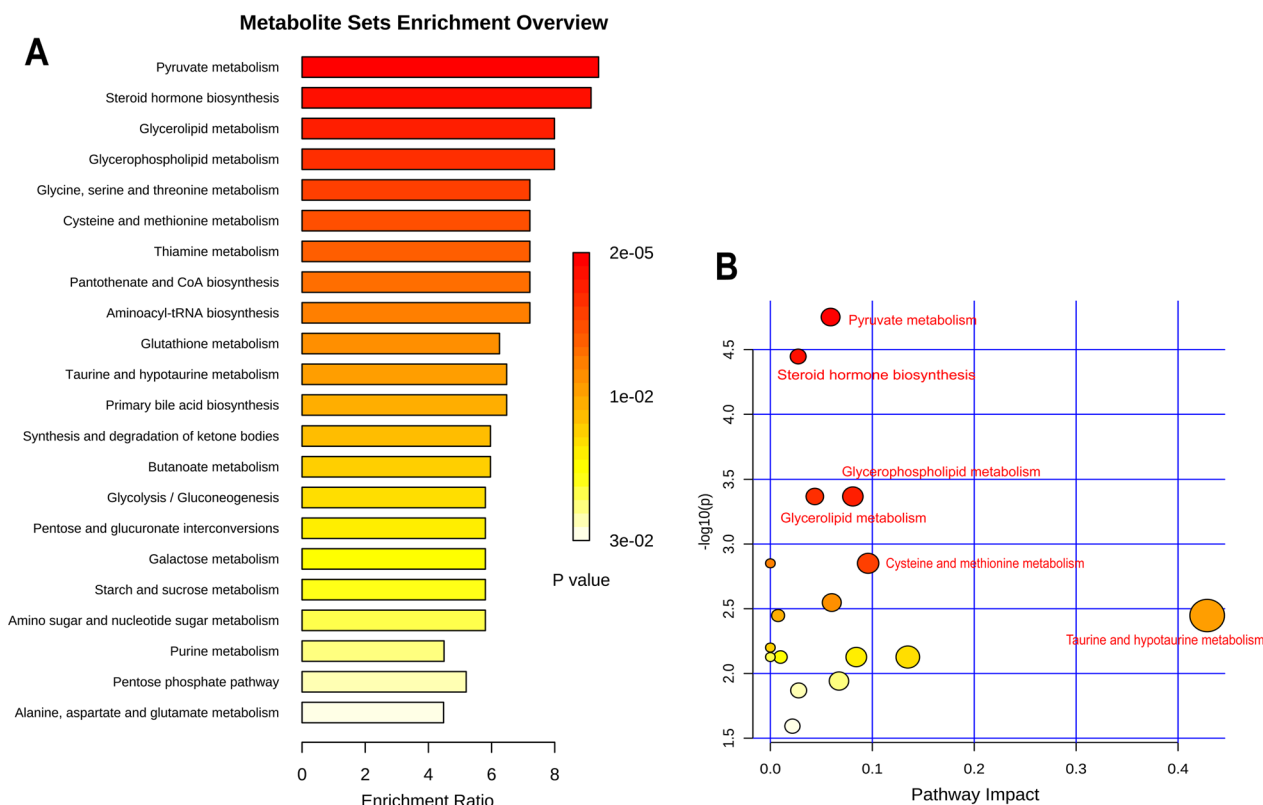 Metabolite Sets Enrichment Overview
A
Pyruvate metabolism
Steroid hormone biosynthesis
Glycerolipid metabolism
Glycerophospholipid metabolism
Glycine, serine and threonine metabolism
Cysteine and methionine metabolism
Thiamine metabolism
Pantothenate and CoA biosynthesis
Aminoacyl-tRNA biosynthesis
Glutathione metabolism
Taurine and hypotaurine metabolism
Primary bile acid biosynthesis
Synthesis and degradation of ketone bodies
Butanoate metabolism
Glycolysis / Gluconeogenesis
Pentose and glucuronate interconversions
Galactose metabolism
Starch and sucrose metabolism
Amino sugar and nucleotide sugar metabolism
Purine metabolism
Pentose phosphate pathway
Alanine, aspartate and glutamate metabolism
0 2 4 6 8
Enrichment Ratio
2e-05
1e-02
3e-02
P value
B
Pyruvate metabolism
Steroid hormone biosynthesis
Glycerophospholipid metabolism
Glycerolipid metabolism
Cysteine and methionine metabolism
Taurine and hypotaurine metabolism
4.5
4.0
3.5
3.0
2.5
2.0
1.5
-log10(p)
0.0 0.1 0.2 0.3 0.4
Pathway Impact